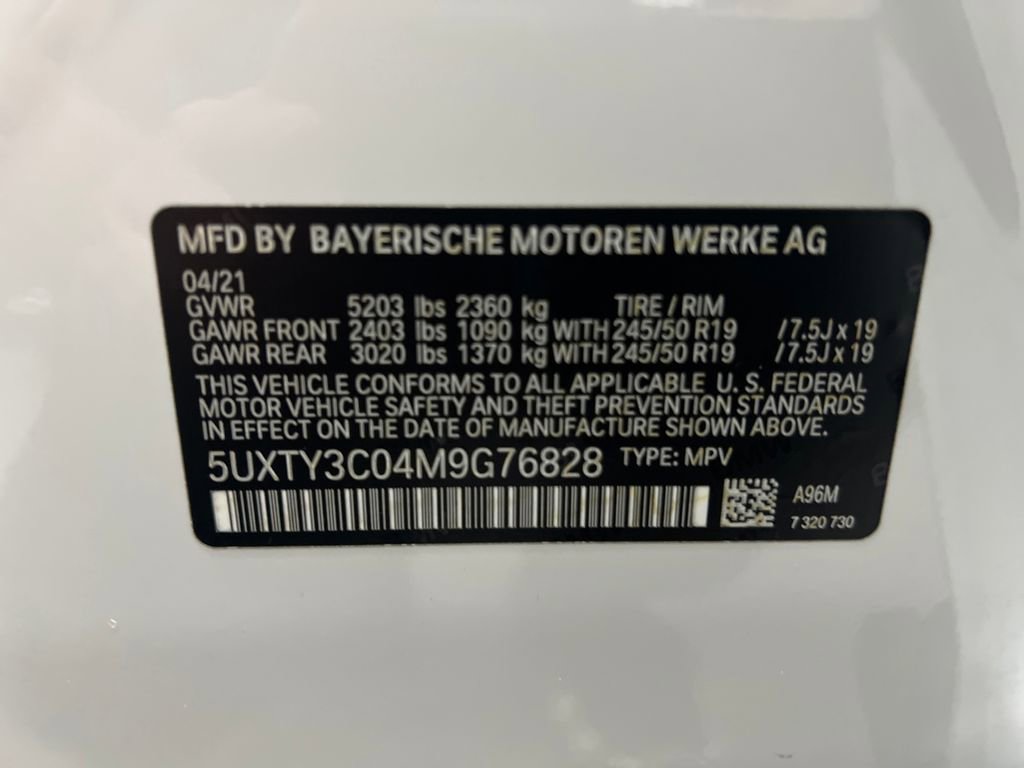 MFD BY BAYERISCHE MOTOREN WERKE AG
04/21
GVWR 5203 lbs 2360 kg TIRE / RIM
GAWR FRONT 2403 lbs 1090 kg WITH 245/50 R19 /7.5J x 19
GAWR REAR 3020 lbs 1370 kg WITH 245/50 R19 /7.5J x 19
THIS VEHICLE CONFORMS TO ALL APPLICABLE U. S. FEDERAL
MOTOR VEHICLE SAFETY AND THEFT PREVENTION STANDARDS
IN EFFECT ON THE DATE OF MANUFACTURE SHOWN ABOVE.
5UXTY3C04M9G76828 TYPE: MPV
A96M
7 320 730